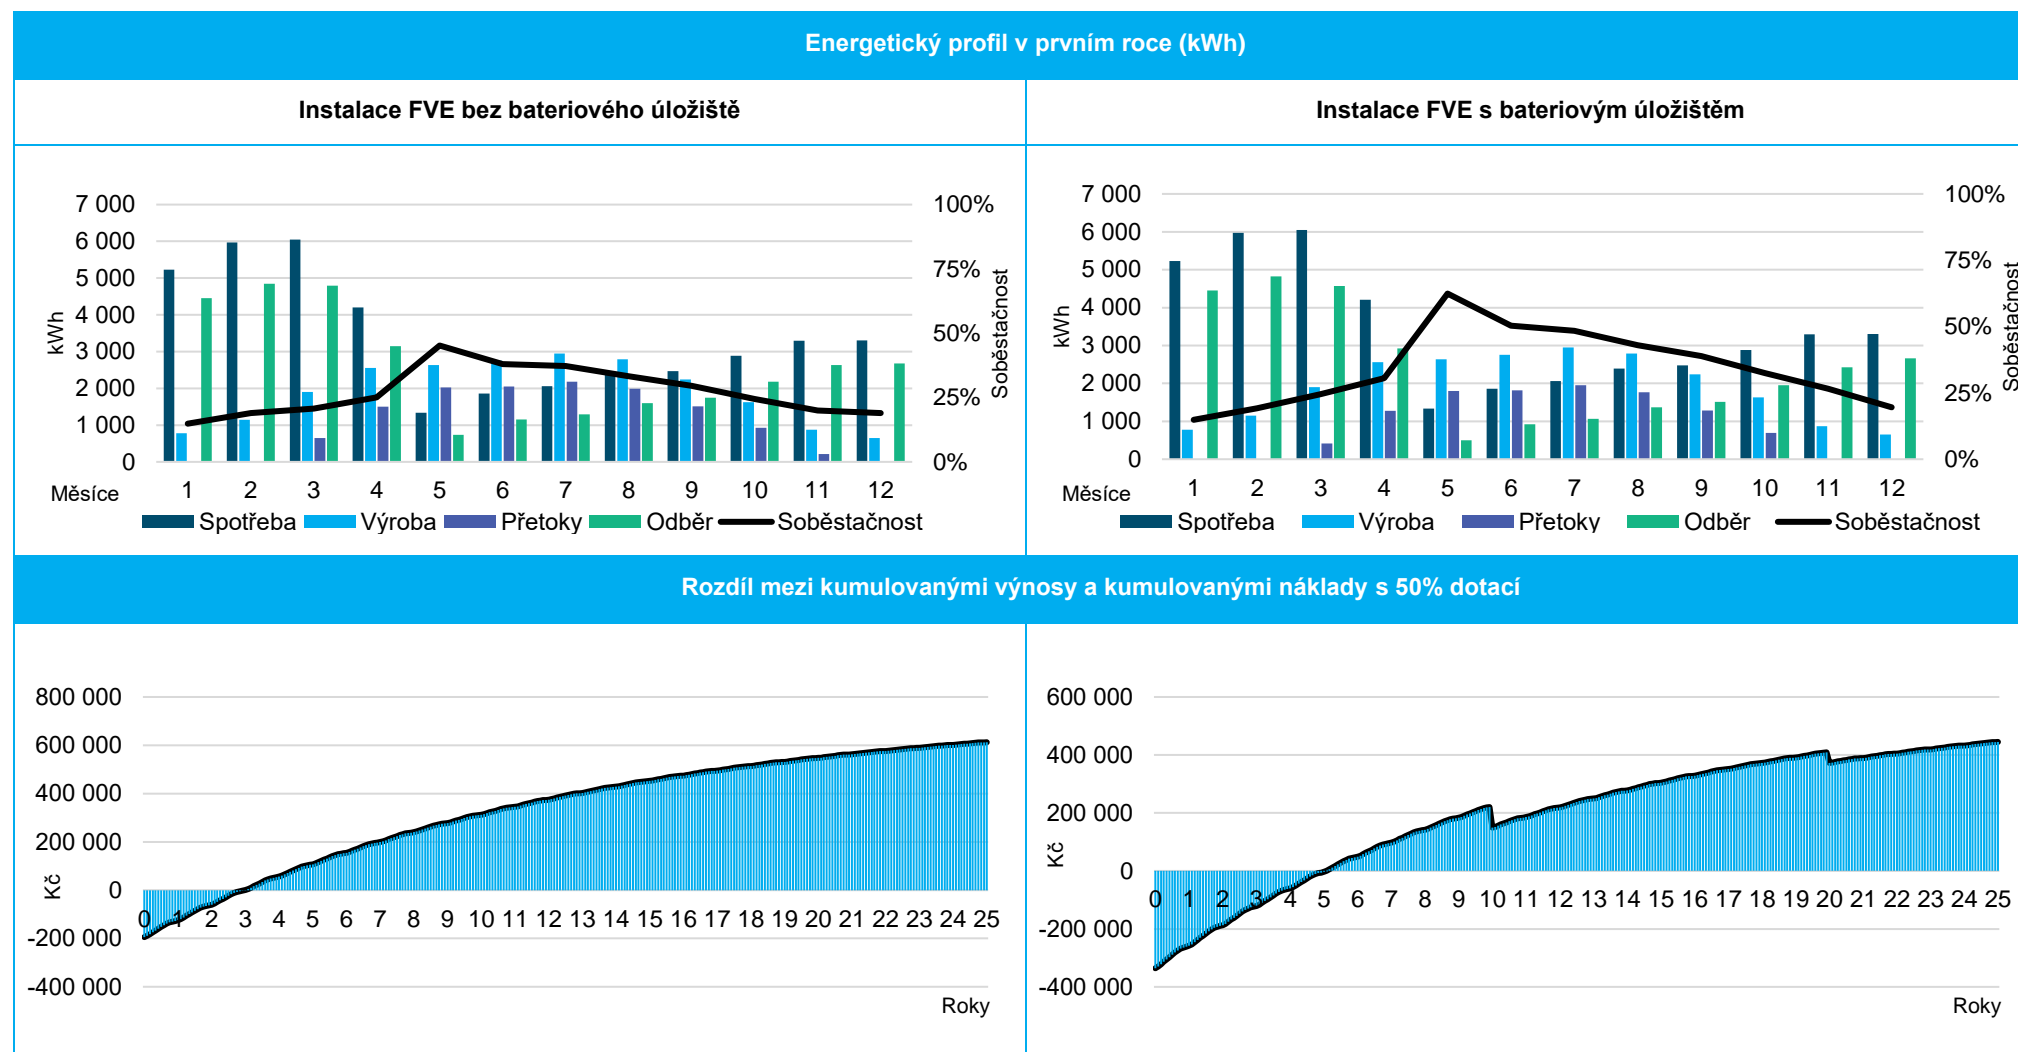 Energetický profil v prvním roce (kWh)
Instalace FVE bez bateriového úložiště
Instalace FVE s bateriovým úložištěm
7 000
6 000
5 000
4 000
3 000
2 000
1 000
0
kWh
100%
75%
50%
25%
0%
Soběstačnost
Měsíce
1 2 3 4 5 6 7 8 9 10 11 12
Spotřeba Výroba Přetoky Odběr Soběstačnost
7 000
6 000
5 000
4 000
3 000
2 000
1 000
0
kWh
100%
75%
50%
25%
0%
Soběstačnost
Měsíce
1 2 3 4 5 6 7 8 9 10 11 12
Spotřeba Výroba Přetoky Odběr Soběstačnost
Rozdíl mezi kumulovanými výnosy a kumulovanými náklady s 50% dotací
800 000
600 000
400 000
200 000
0
-200 000
-400 000
Kč
0 1 2 3 4 5 6 7 8 9 10 11 12 13 14 15 16 17 18 19 20 21 22 23 24 25
Roky
600 000
400 000
200 000
0
-200 000
-400 000
Kč
0 1 2 3 4 5 6 7 8 9 10 11 12 13 14 15 16 17 18 19 20 21 22 23 24 25
Roky